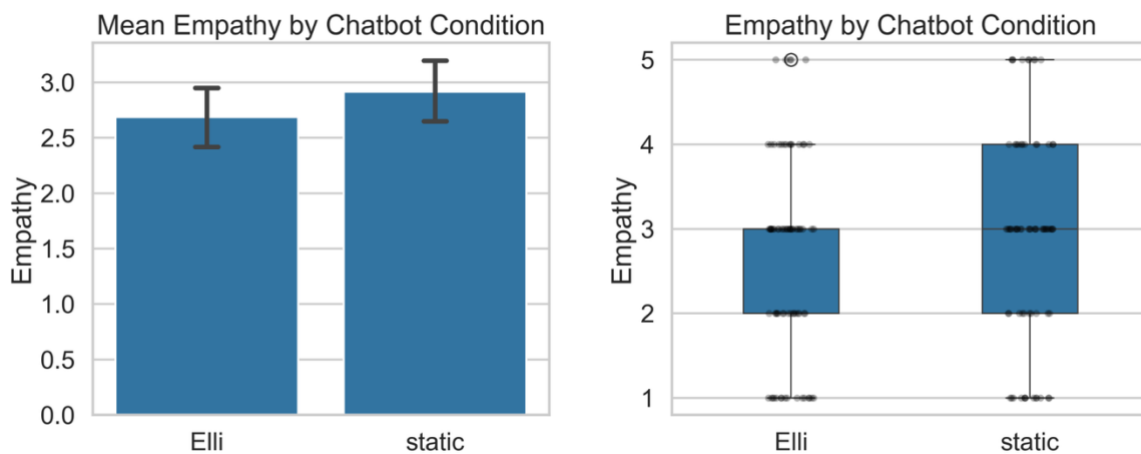 Mean Empathy by Chatbot Condition
3.0
2.5
2.0
1.5
1.0
0.5
0.0
Empathy
Elli static
Empathy by Chatbot Condition
5
4
3
2
1
Empathy
Elli static